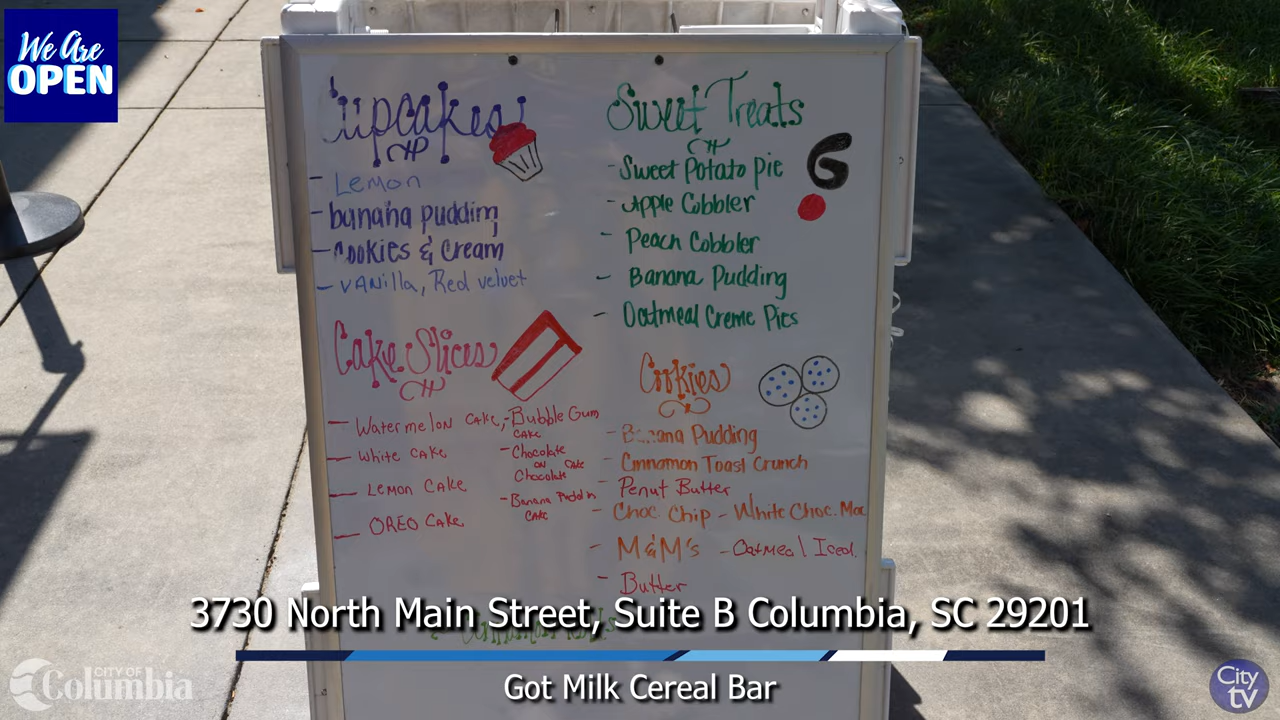 We Are
OPEN
Cupcakes
- Lemon
- banana pudding
- Cookies & Cream
- Vanilla, Red velvet
Cake Slices
- Watermelon Cake,
- White Cake
- Lemon Cake
- OREO Cake
- Bubble Gum
Cake
- Chocolate
on Cake
Chocolate
- Banana Puddin
Cake
Sweet Treats
G
- Sweet Potato Pie
- Apple Cobbler
- Peach Cobbler
- Banana Pudding
- Oatmeal Creme Pies
Cookies
- Banana Pudding
- Cinnamon Toast Crunch
- Penut Butter
- Choc. Chip - White Choc. Mac
- M&M's - Oatmeal Iced.
- Butter
3730 North Main Street, Suite B Columbia, SC 29201
Got Milk Cereal Bar
CITY OF
Columbia
City
tv